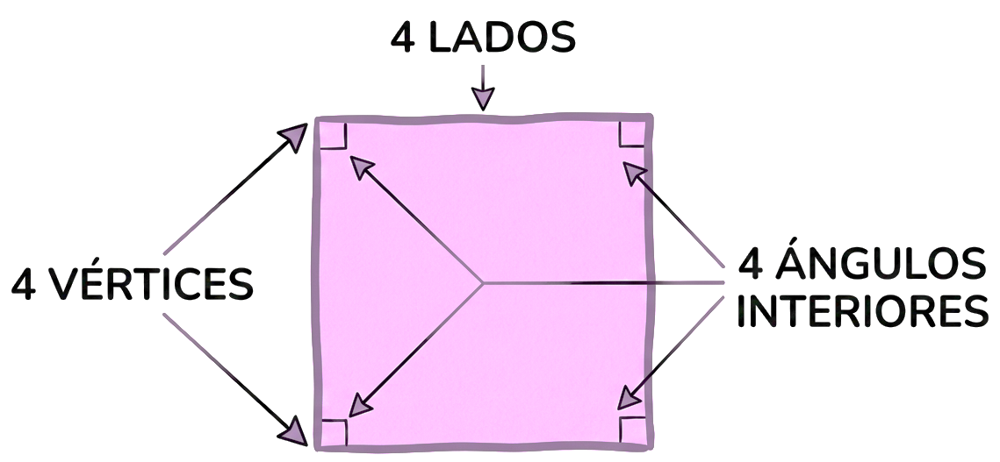 4 LADOS
4 VÉRTICES
4 ÁNGULOS
INTERIORES